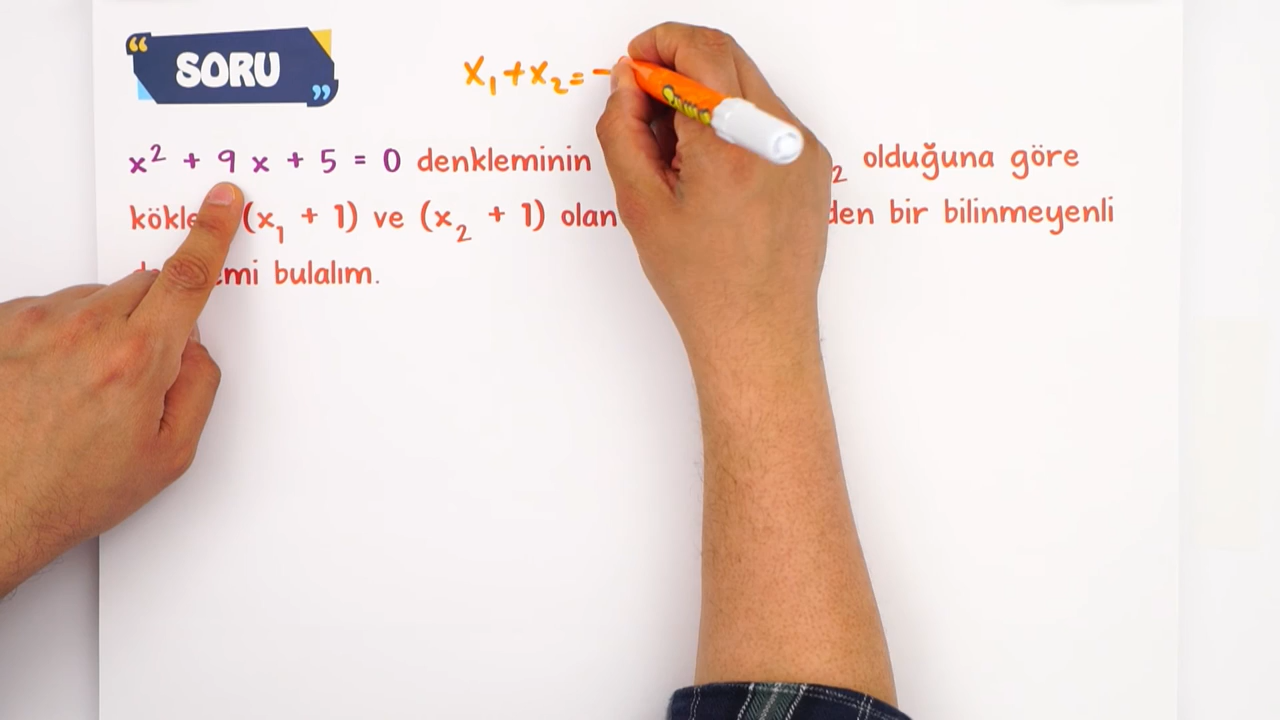 “ SORU ”
x₁+x₂=-
x² + 9 x + 5 = 0 denkleminin ₂ olduğuna göre
(x₁ + 1) ve (x₂ + 1) olan bir bilinmeyenli
bulalım.